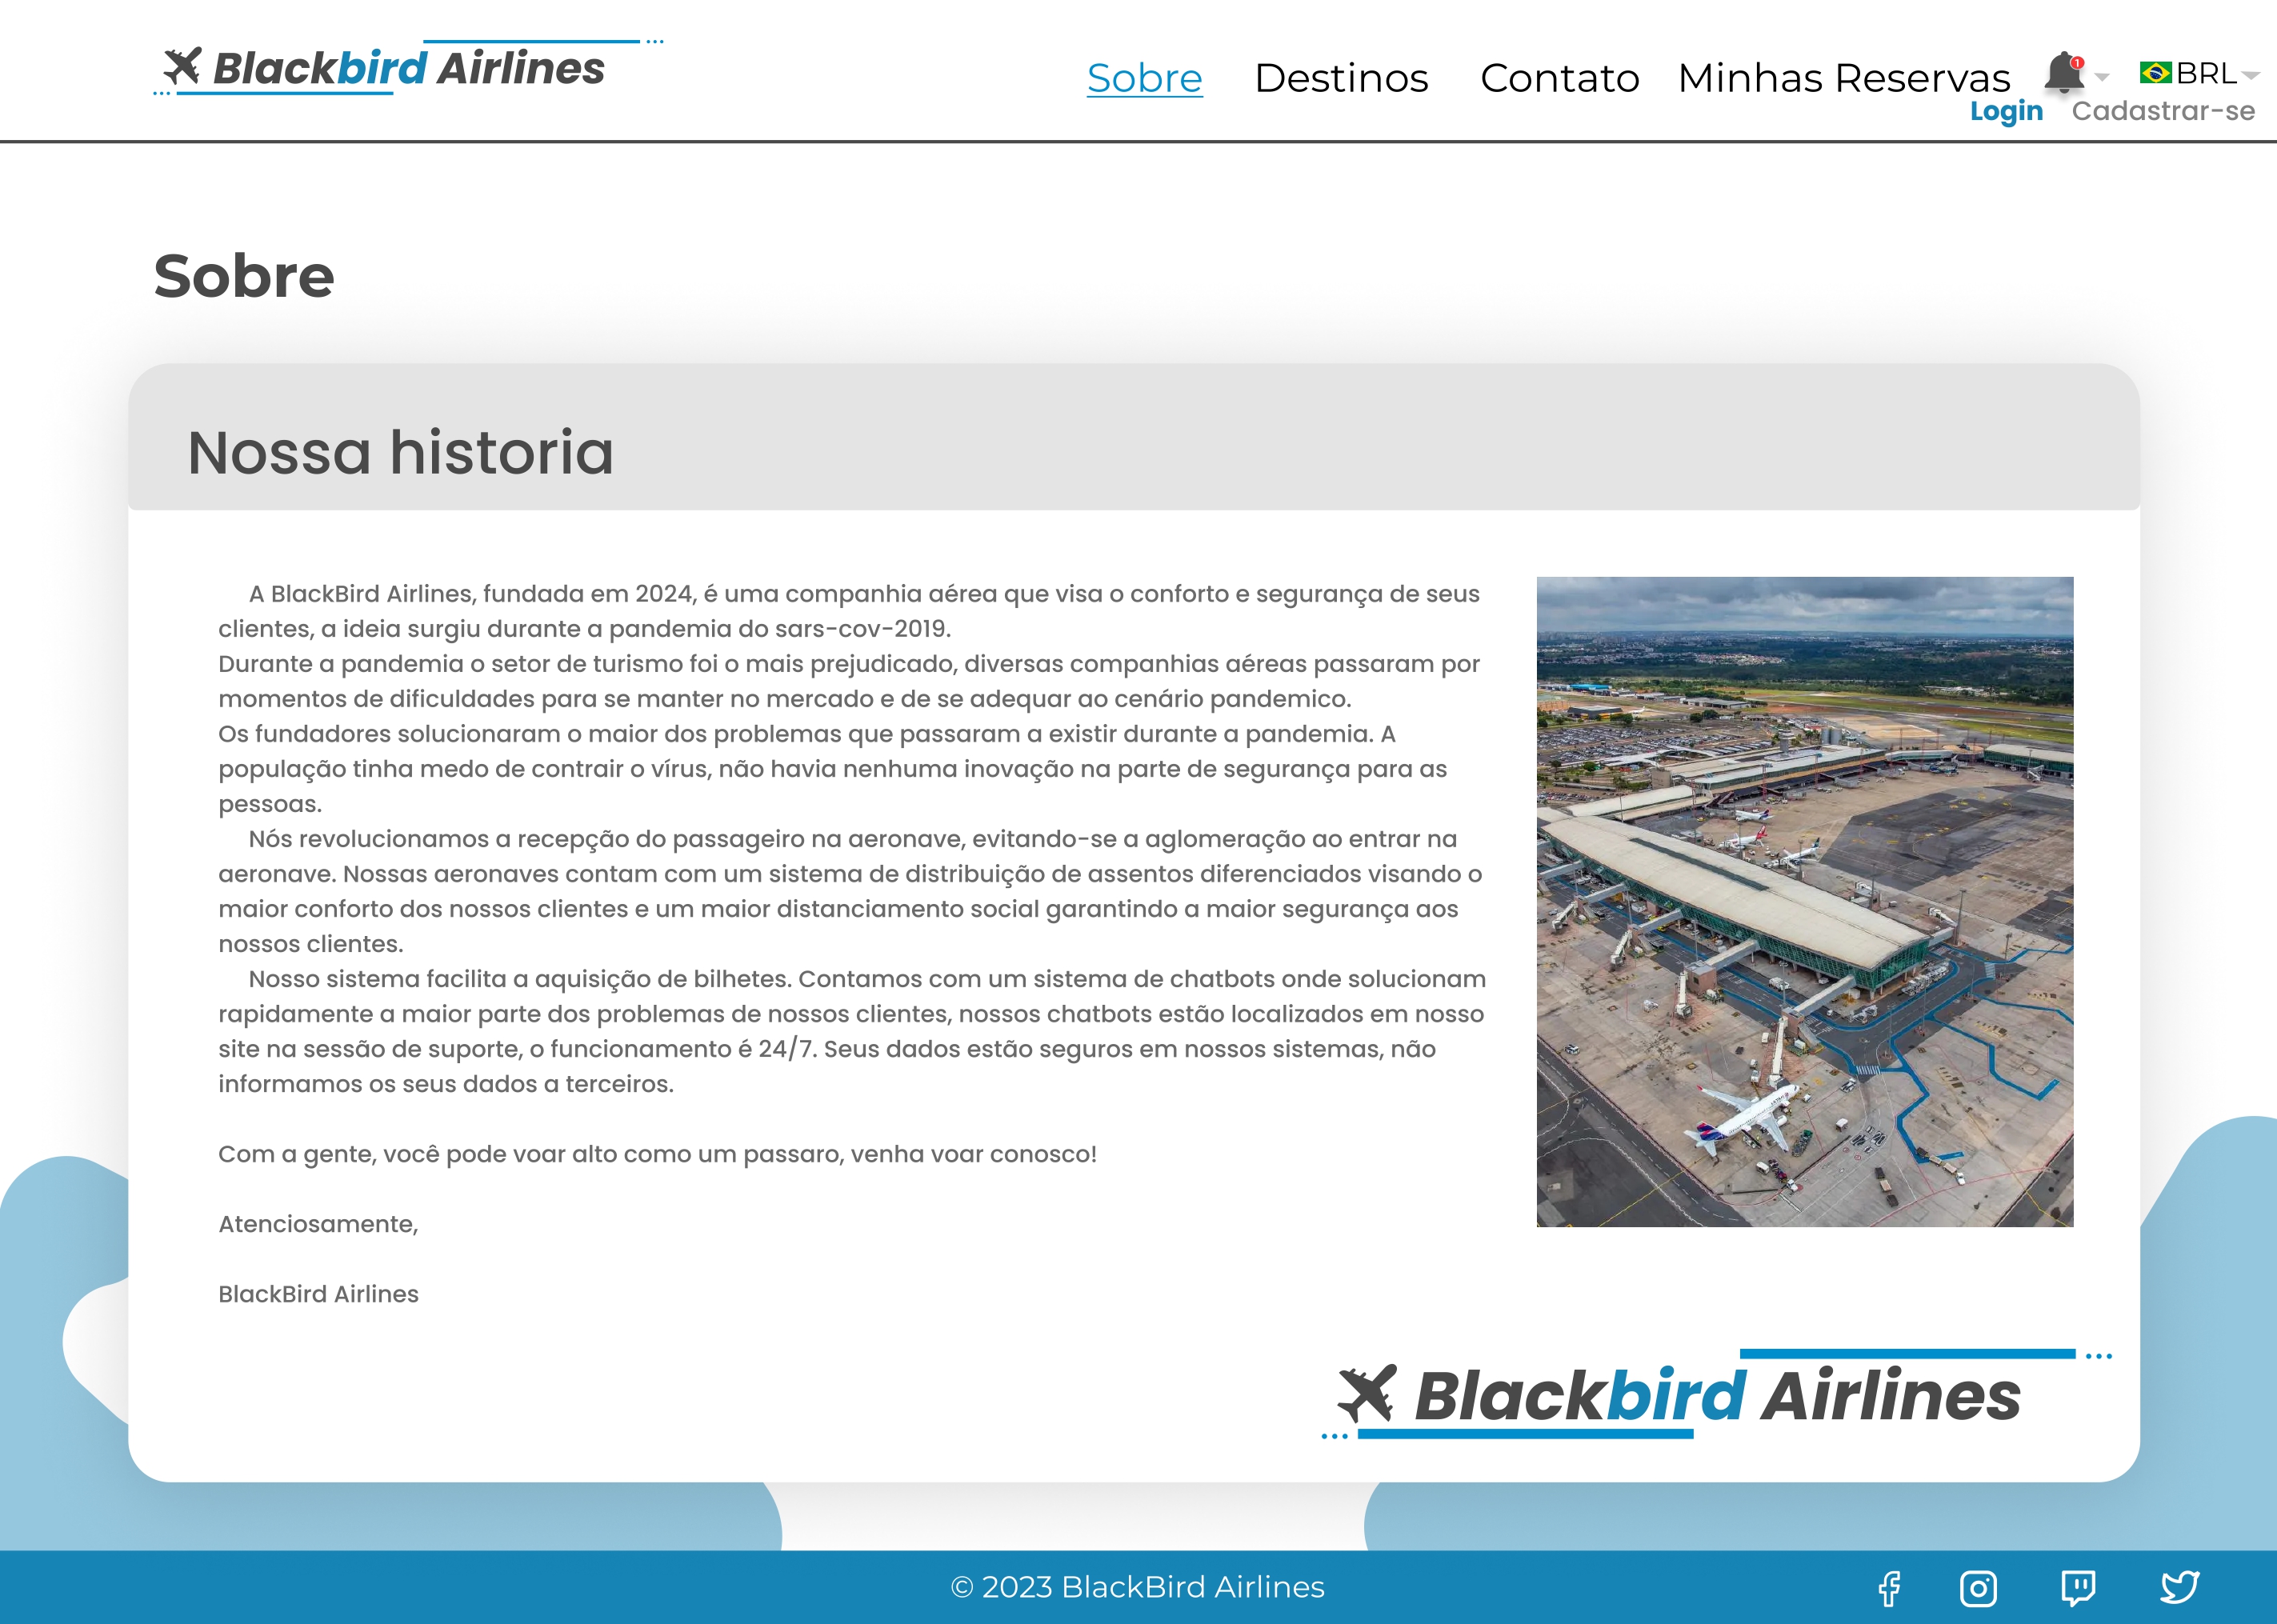 Blackbird Airlines
Sobre Destinos Contato Minhas Reservas 1 BRL
Login Cadastrar-se
Sobre
Nossa historia
A BlackBird Airlines, fundada em 2024, é uma companhia aérea que visa o conforto e segurança de seus
clientes, a ideia surgiu durante a pandemia do sars-cov-2019.
Durante a pandemia o setor de turismo foi o mais prejudicado, diversas companhias aéreas passaram por
momentos de dificuldades para se manter no mercado e de se adequar ao cenário pandemico.
Os fundadores solucionaram o maior dos problemas que passaram a existir durante a pandemia. A
população tinha medo de contrair o vírus, não havia nenhuma inovação na parte de segurança para as
pessoas.
Nós revolucionamos a recepção do passageiro na aeronave, evitando-se a aglomeração ao entrar na
aeronave. Nossas aeronaves contam com um sistema de distribuição de assentos diferenciados visando o
maior conforto dos nossos clientes e um maior distanciamento social garantindo a maior segurança aos
nossos clientes.
Nosso sistema facilita a aquisição de bilhetes. Contamos com um sistema de chatbots onde solucionam
rapidamente a maior parte dos problemas de nossos clientes, nossos chatbots estão localizados em nosso
site na sessão de suporte, o funcionamento é 24/7. Seus dados estão seguros em nossos sistemas, não
informamos os seus dados a terceiros.
Com a gente, você pode voar alto como um passaro, venha voar conosco!
Atenciosamente,
BlackBird Airlines
Blackbird Airlines
© 2023 BlackBird Airlines